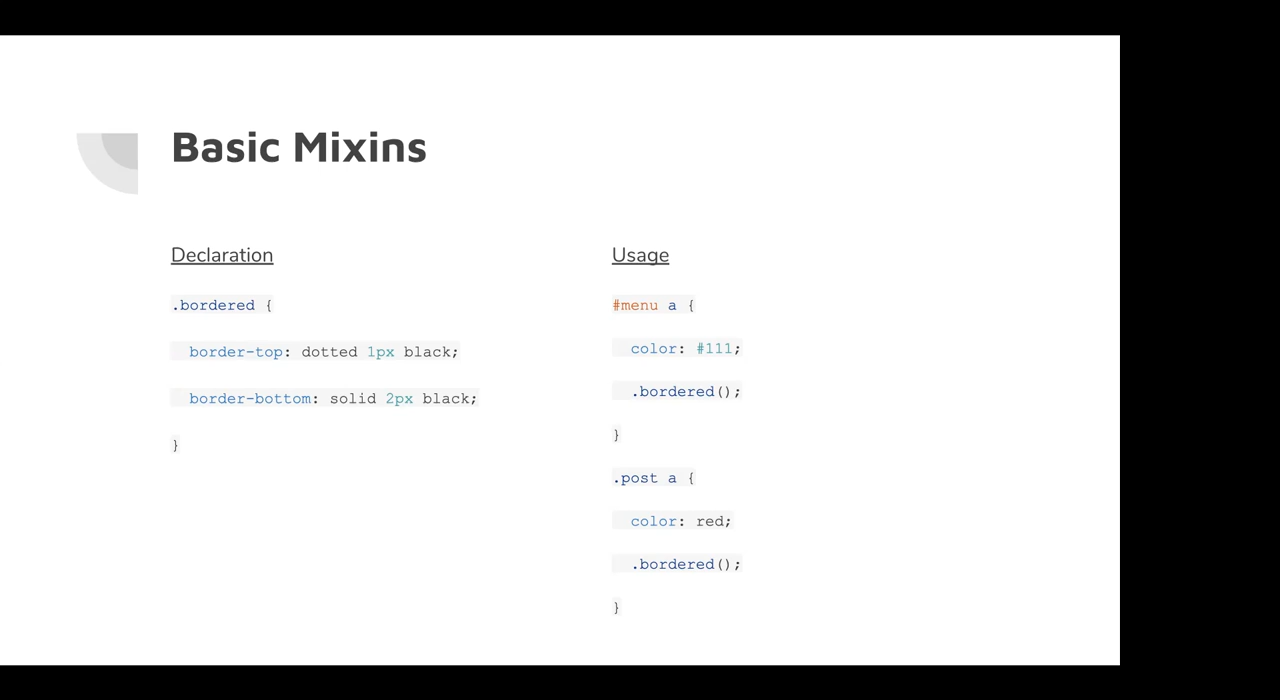 Basic Mixins
Declaration
.bordered {
  border-top: dotted 1px black;
  border-bottom: solid 2px black;
}
Usage
#menu a {
  color: #111;
  .bordered();
}
.post a {
  color: red;
  .bordered();
}